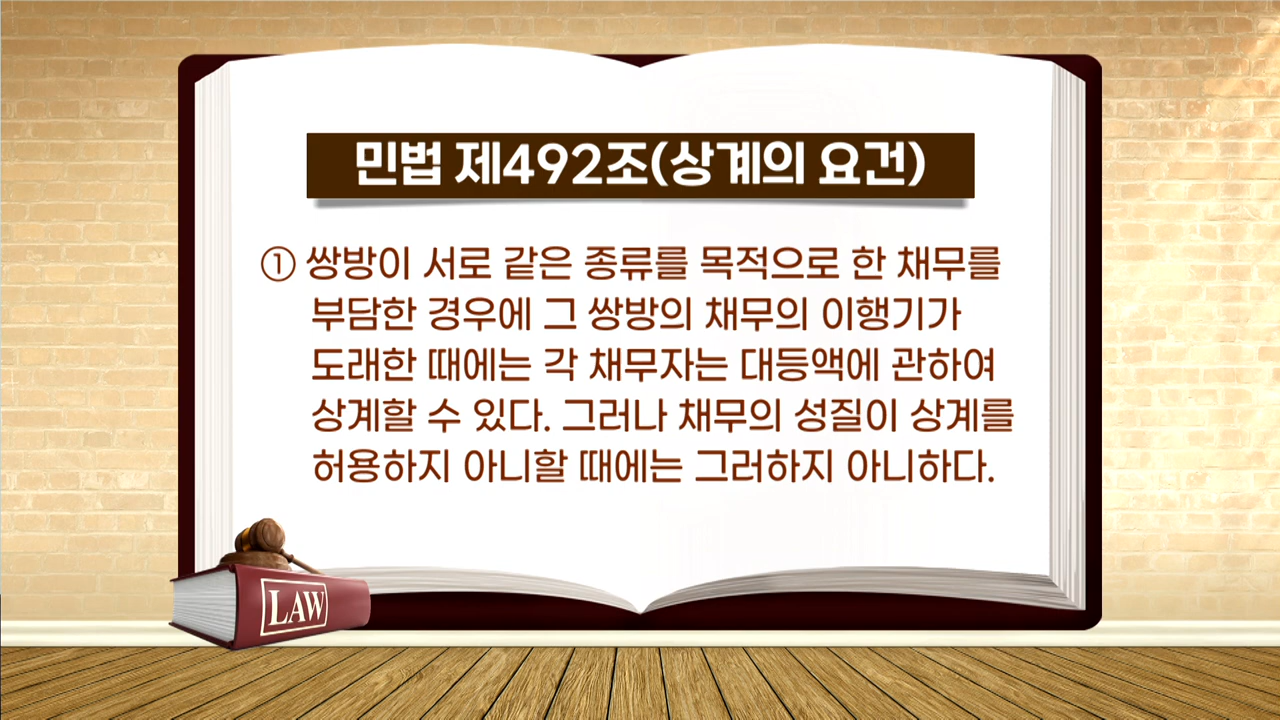 민법 제492조(상계의 요건)
① 쌍방이 서로 같은 종류를 목적으로 한 채무를
부담한 경우에 그 쌍방의 채무의 이행기가
도래한 때에는 각 채무자는 대등액에 관하여
상계할 수 있다. 그러나 채무의 성질이 상계를
허용하지 아니할 때에는 그러하지 아니하다.
LAW